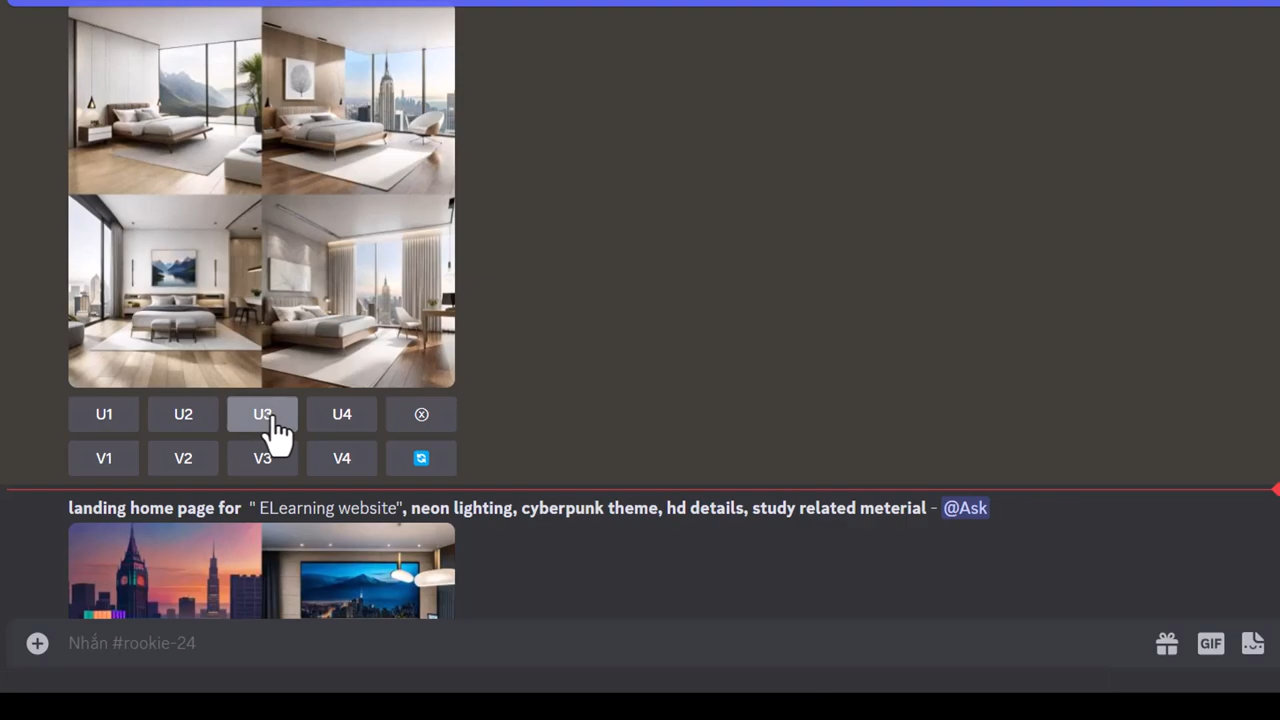 U1 U2 U3 U4
V1 V2 V3 V4
landing home page for " ELearning website", neon lighting, cyberpunk theme, hd details, study related meterial - @Ask
Nhắn #rookie-24
GIF